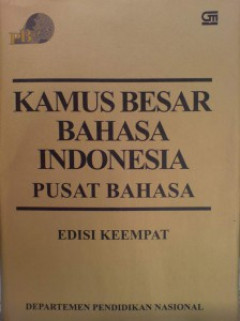 KAMUS BESAR
BAHASA
INDONESIA
PUSAT BAHASA
EDISI KEEMPAT
DEPARTEMEN PENDIDIKAN NASIONAL